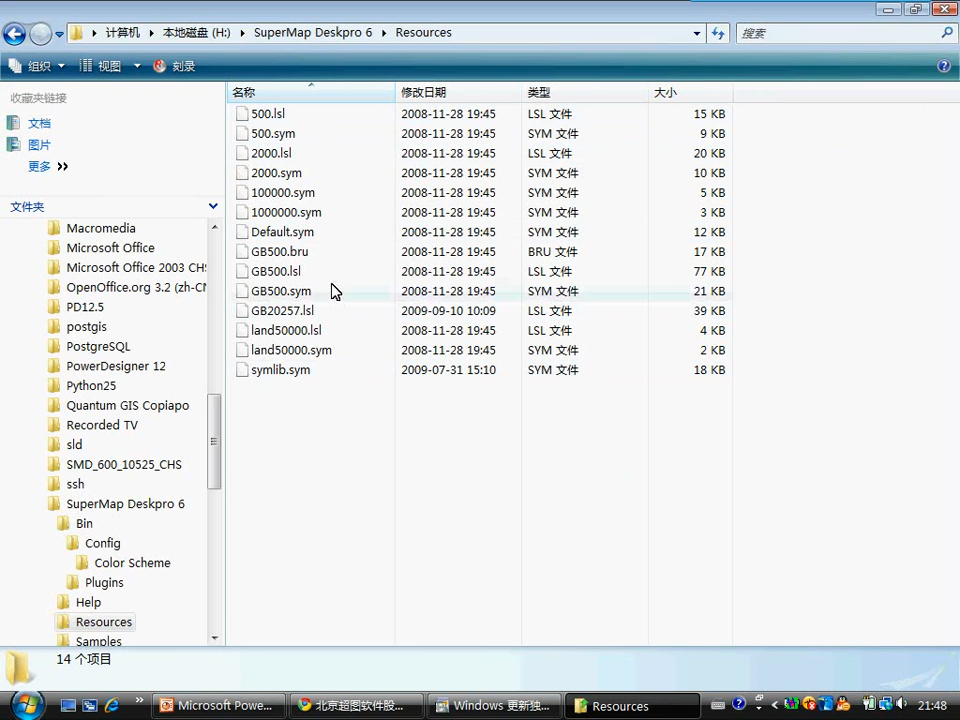 计算机 本地磁盘 (H:) SuperMap Deskpro 6 Resources 搜索
组织 视图 刻录
收藏夹链接
文档
图片
更多 >>
文件夹
Macromedia
Microsoft Office
Microsoft Office 2003 CHS
OpenOffice.org 3.2 (zh-CN
PD12.5
postgis
PostgreSQL
PowerDesigner 12
Python25
Quantum GIS Copiapo
Recorded TV
sld
SMD_600_10525_CHS
ssh
SuperMap Deskpro 6
Bin
Config
Color Scheme
Plugins
Help
Resources
Samples
名称 修改日期 类型 大小
500.lsl 2008-11-28 19:45 LSL 文件 15 KB
500.sym 2008-11-28 19:45 SYM 文件 9 KB
2000.lsl 2008-11-28 19:45 LSL 文件 20 KB
2000.sym 2008-11-28 19:45 SYM 文件 10 KB
100000.sym 2008-11-28 19:45 SYM 文件 5 KB
1000000.sym 2008-11-28 19:45 SYM 文件 3 KB
Default.sym 2008-11-28 19:45 SYM 文件 12 KB
GB500.bru 2008-11-28 19:45 BRU 文件 17 KB
GB500.lsl 2008-11-28 19:45 LSL 文件 77 KB
GB500.sym 2008-11-28 19:45 SYM 文件 21 KB
GB20257.lsl 2009-09-10 10:09 LSL 文件 39 KB
land50000.lsl 2008-11-28 19:45 LSL 文件 4 KB
land50000.sym 2008-11-28 19:45 SYM 文件 2 KB
symlib.sym 2009-07-31 15:10 SYM 文件 18 KB
14 个项目
Microsoft Powe... 北京超图软件股... Windows 更新独... Resources 21:48